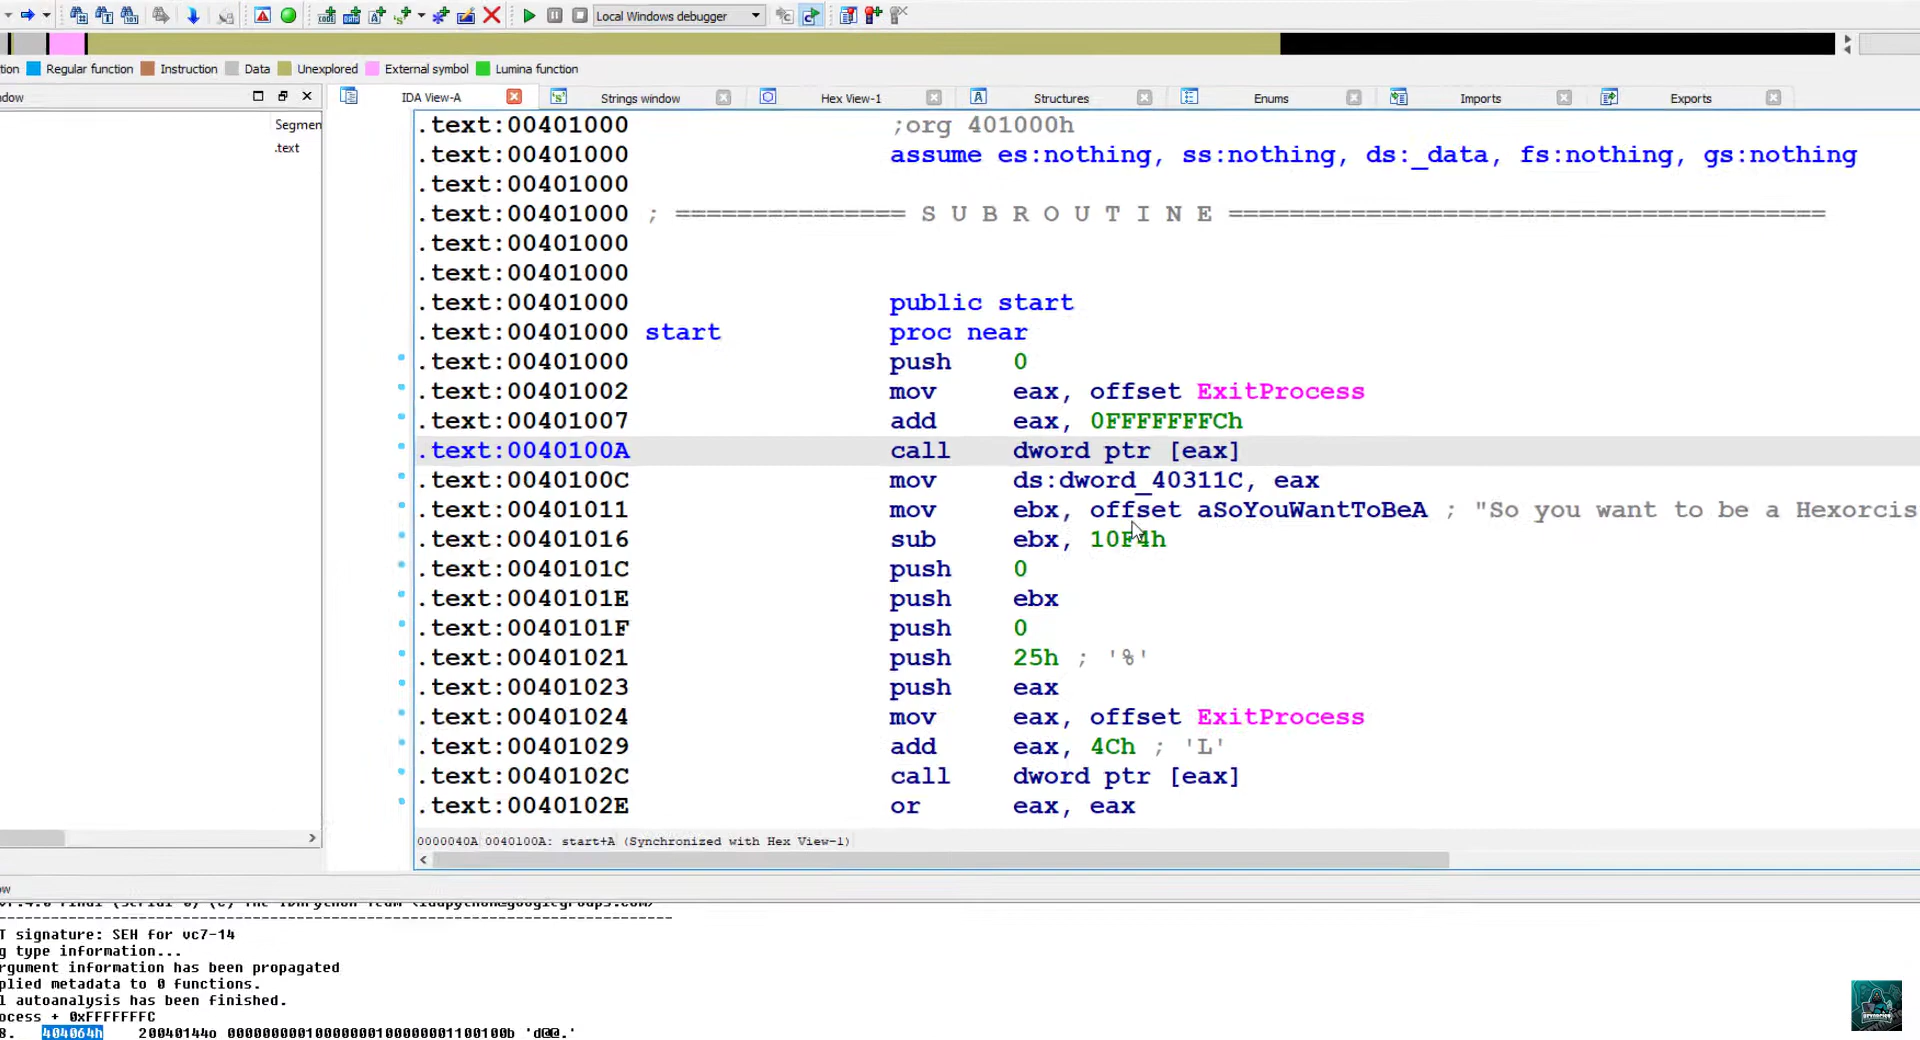 Local Windows debugger
tion Regular function Instruction Data Unexplored External symbol Lumina function
dow IDA View-A Strings window Hex View-1 Structures Enums Imports Exports
Segmen
.text
.text:00401000 ;org 401000h
.text:00401000 assume es:nothing, ss:nothing, ds:_data, fs:nothing, gs:nothing
.text:00401000
.text:00401000 ; =============== S U B R O U T I N E =======================================
.text:00401000
.text:00401000
.text:00401000 public start
.text:00401000 start proc near
.text:00401000 push 0
.text:00401002 mov eax, offset ExitProcess
.text:00401007 add eax, 0FFFFFFFCh
.text:0040100A call dword ptr [eax]
.text:0040100C mov ds:dword_40311C, eax
.text:00401011 mov ebx, offset aSoYouWantToBeA ; "So you want to be a Hexorcis
.text:00401016 sub ebx, 10F4h
.text:0040101C push 0
.text:0040101E push ebx
.text:0040101F push 0
.text:00401021 push 25h ; '%'
.text:00401023 push eax
.text:00401024 mov eax, offset ExitProcess
.text:00401029 add eax, 4Ch ; 'L'
.text:0040102C call dword ptr [eax]
.text:0040102E or eax, eax
0000040A 0040100A: start+A (Synchronized with Hex View-1)
ow
T signature: SEH for vc7-14
g type information...
rgument information has been propagated
plied metadata to 0 functions.
l autoanalysis has been finished.
ocess + 0xFFFFFFFC
8. 404064h 20040144o 00000000010000000100000001100100b 'd@@.'